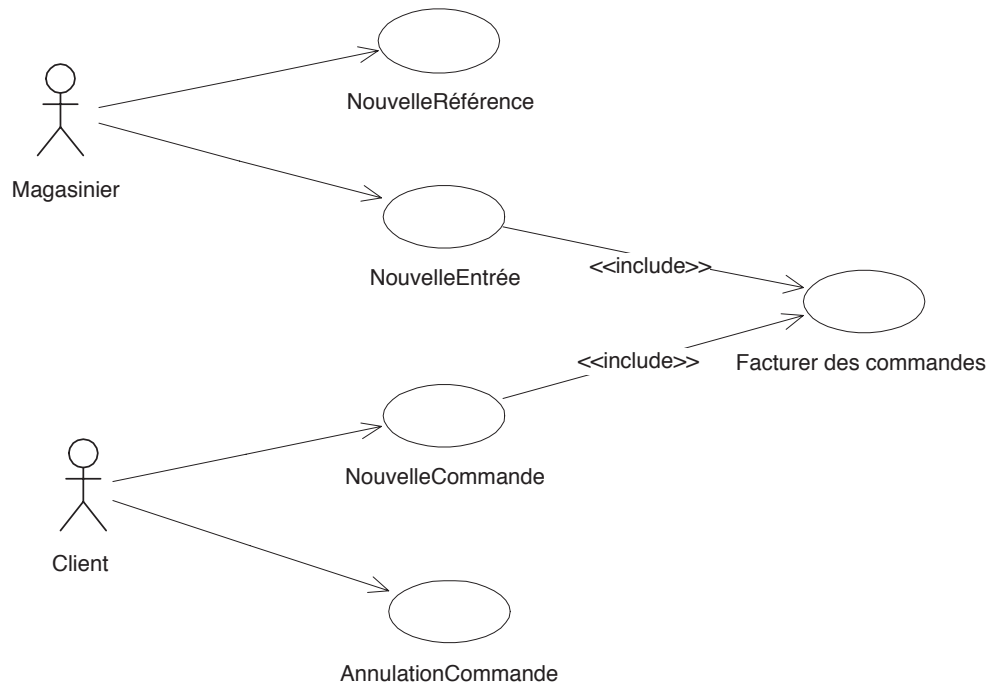 NouvelleRéférence
Magasinier
NouvelleEntrée
<<include>>
<<include>>
Facturer des commandes
NouvelleCommande
Client
AnnulationCommande